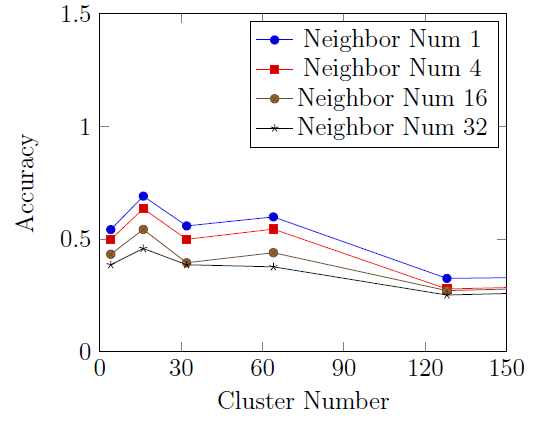 1.5
Neighbor Num 1
Neighbor Num 4
Neighbor Num 16
Neighbor Num 32
1
Accuracy
0.5
0
0 30 60 90 120 150
Cluster Number